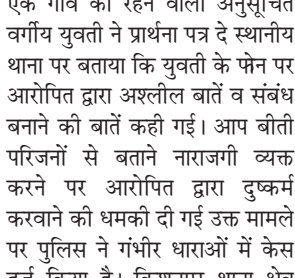 एक गांव की रहने वाली अनुसूचित
वर्गीय युवती ने प्रार्थना पत्र दे स्थानीय
थाना पर बताया कि युवती के फोन पर
आरोपित द्वारा अश्लील बातें व संबंध
बनाने की बातें कही गई। आप बीती
परिजनों से बताने नाराजगी व्यक्त
करने पर आरोपित द्वारा दुष्कर्म
करवाने की धमकी दी गई उक्त मामले
पर पुलिस ने गंभीर धाराओं में केस